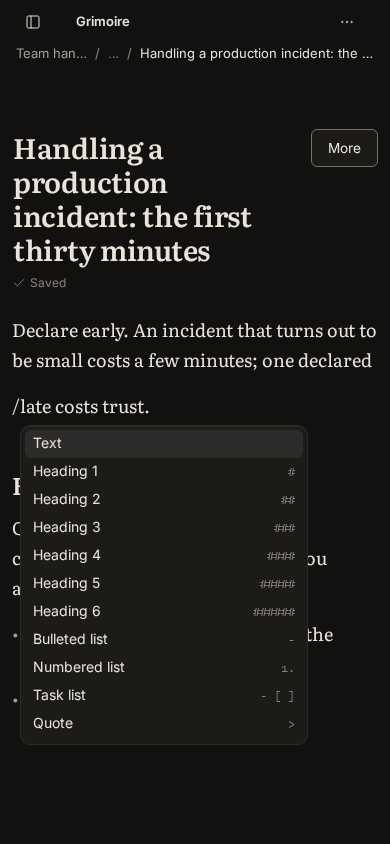 Grimoire
Team han... / ... / Handling a production incident: the ...
Handling a
production
incident: the first
thirty minutes
More
Saved
Declare early. An incident that turns out to
be small costs a few minutes; one declared
/late costs trust.
Text
Heading 1 #
Heading 2 ##
Heading 3 ###
Heading 4 ####
Heading 5 #####
Heading 6 ######
Bulleted list -
Numbered list 1.
Task list - [ ]
Quote >
ou
a
the